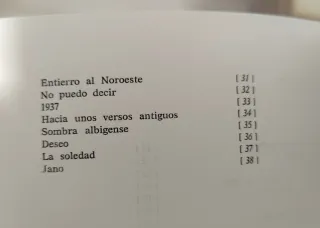 Entierro al Noroeste [31]
No puedo decir [32]
1937 [33]
Hacia unos versos antiguos [34]
Sombra albigense [35]
Deseo [36]
La soledad [37]
Jano [38]